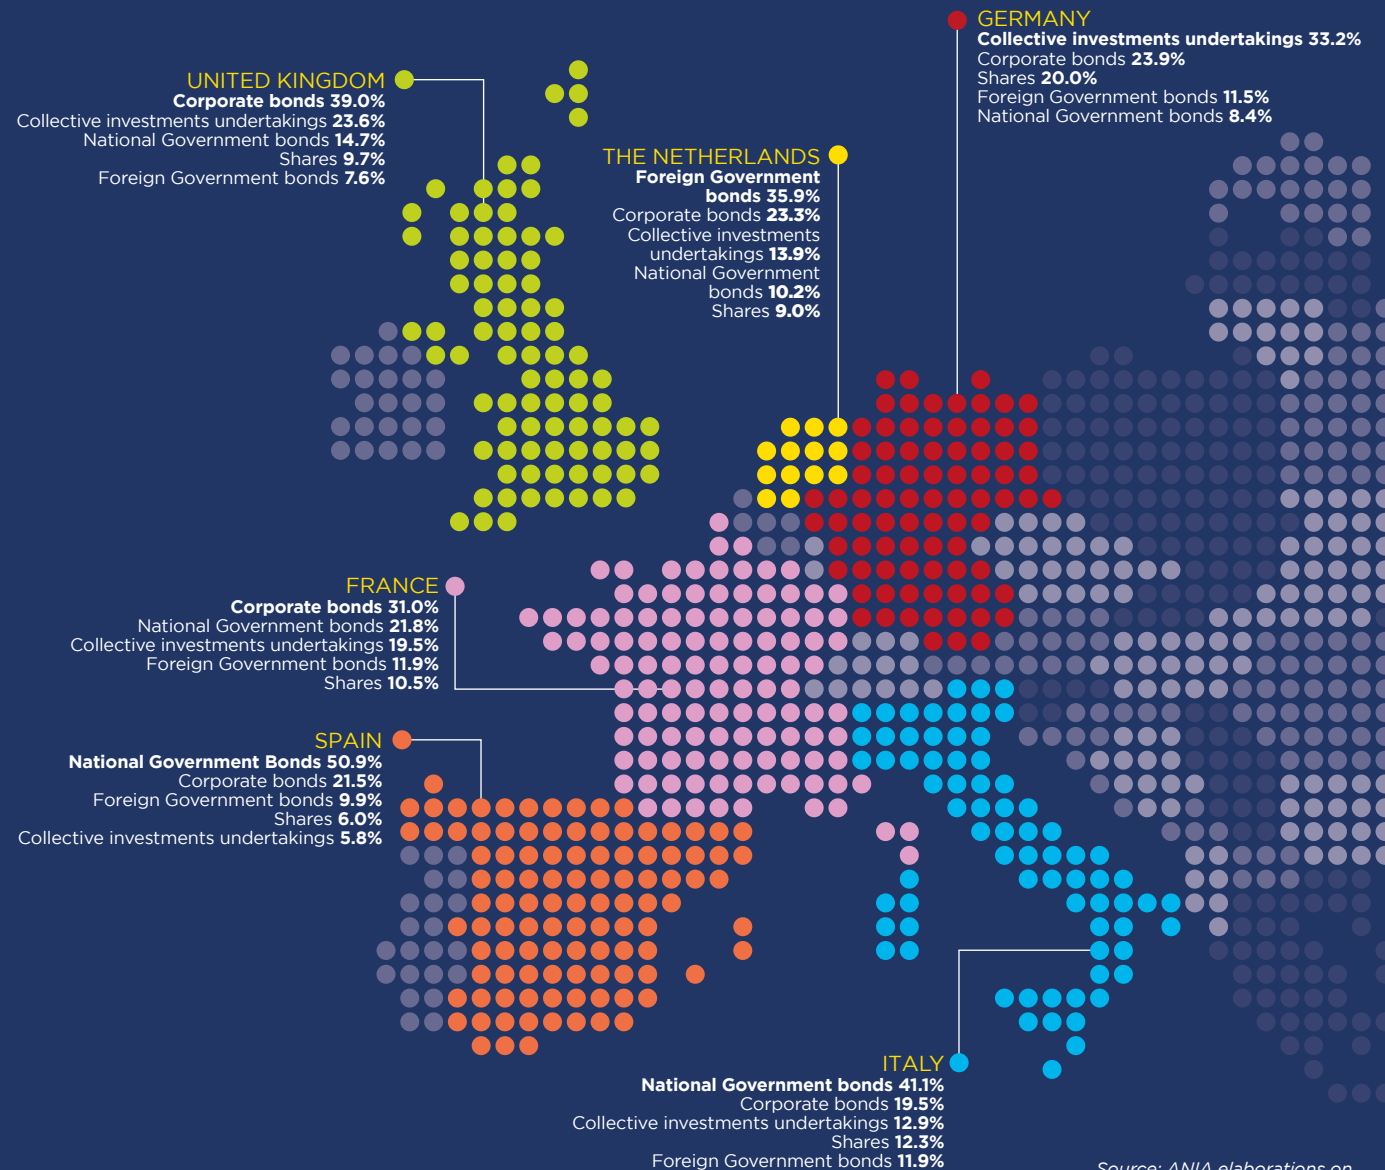 GERMANY
Collective investments undertakings 33.2%
Corporate bonds 23.9%
Shares 20.0%
Foreign Government bonds 11.5%
National Government bonds 8.4%
UNITED KINGDOM
Corporate bonds 39.0%
Collective investments undertakings 23.6%
National Government bonds 14.7%
Shares 9.7%
Foreign Government bonds 7.6%
THE NETHERLANDS
Foreign Government
bonds 35.9%
Corporate bonds 23.3%
Collective investments
undertakings 13.9%
National Government
bonds 10.2%
Shares 9.0%
FRANCE
Corporate bonds 31.0%
National Government bonds 21.8%
Collective investments undertakings 19.5%
Foreign Government bonds 11.9%
Shares 10.5%
SPAIN
National Government Bonds 50.9%
Corporate bonds 21.5%
Foreign Government bonds 9.9%
Shares 6.0%
Collective investments undertakings 5.8%
ITALY
National Government bonds 41.1%
Corporate bonds 19.5%
Collective investments undertakings 12.9%
Shares 12.3%
Foreign Government bonds 11.9%
Source: ANIA elaborations on